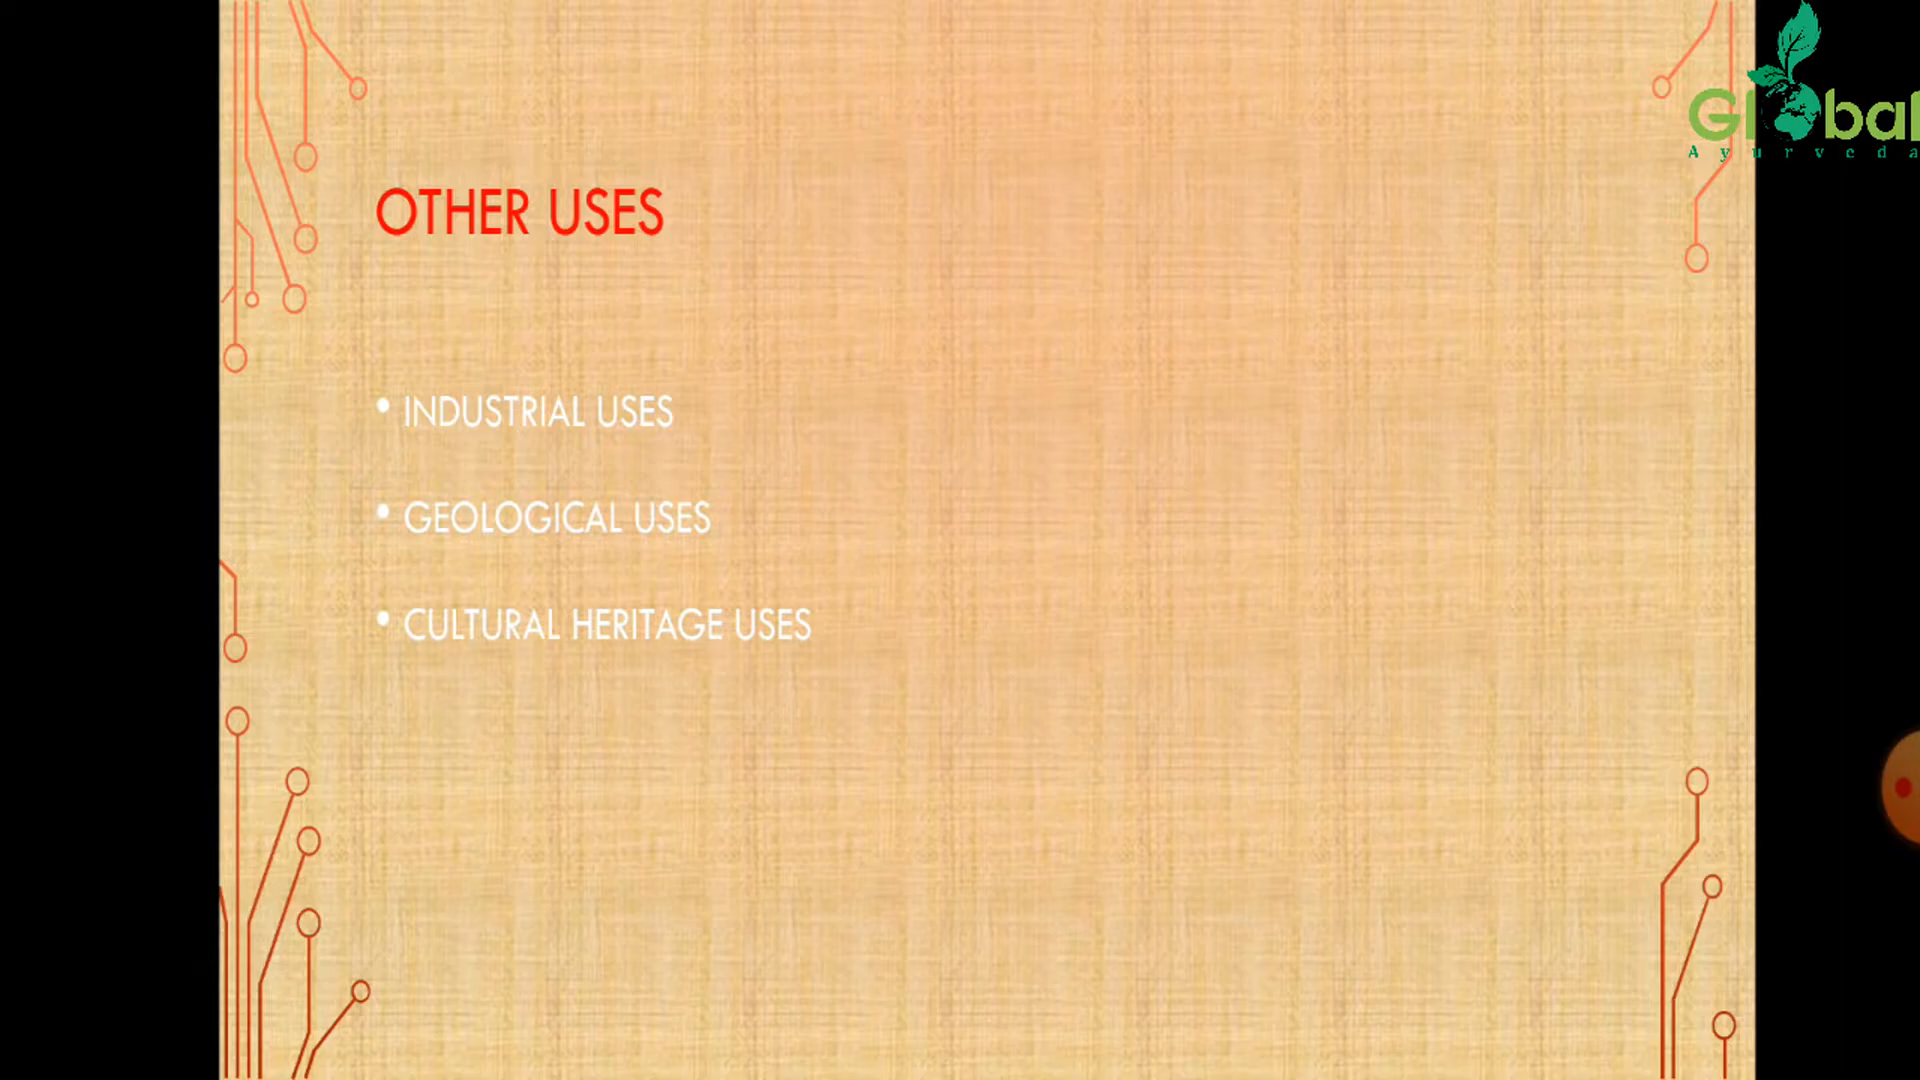 Global
Ayurveda
OTHER USES
• INDUSTRIAL USES
• GEOLOGICAL USES
• CULTURAL HERITAGE USES